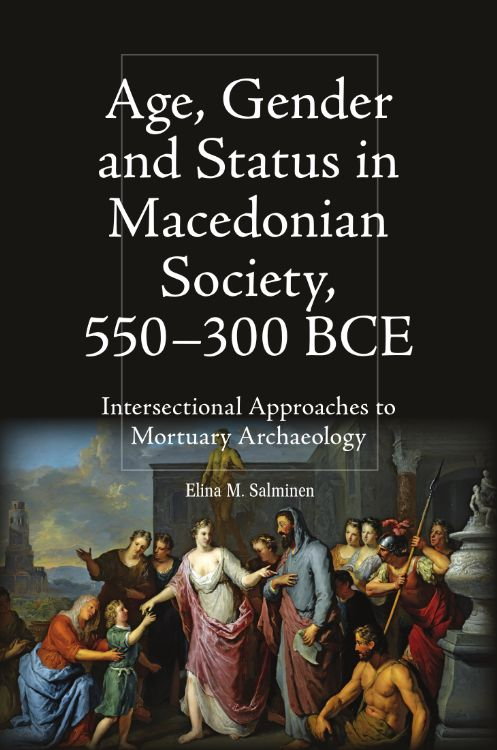 Age, Gender
and Status in
Macedonian
Society,
550–300 BCE
Intersectional Approaches to
Mortuary Archaeology
Elina M. Salminen